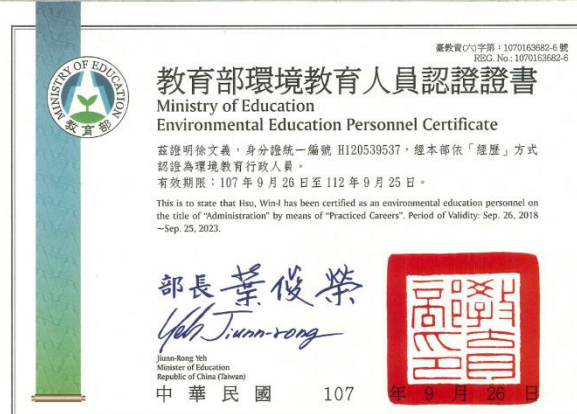 臺教資(六)字第：1070163682-6 號
REG. No.: 1070163682-6
MINISTRY OF EDUCATION
教育部
教育部環境教育人員認證證書
Ministry of Education
Environmental Education Personnel Certificate
茲證明徐文義，身分證統一編號 H120539537，經本部依「經歷」方式
認證為環境教育行政人員。
有效期限：107 年 9 月 26 日至 112 年 9 月 25 日。
This is to state that Hsu, Win-I has been certified as an environmental education personnel on
the title of "Administration" by means of "Practiced Careers". Period of Validity: Sep. 26, 2018
~Sep. 25, 2023.
部長 葉俊榮
Yeh Jiunn-rong
Jiunn-Rong Yeh
Minister of Education
Republic of China (Taiwan)
教育部印
中華民國 107 年 9 月 26 日